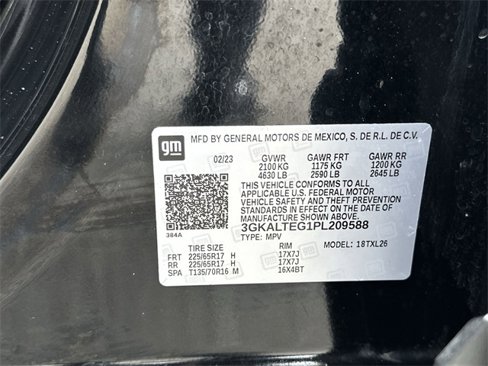 gm
MFD BY GENERAL MOTORS DE MEXICO, S. DE R.L. DE C.V.
02/23 GVWR GAWR FRT GAWR RR
2100 KG 1175 KG 1200 KG
4630 LB 2590 LB 2645 LB
THIS VEHICLE CONFORMS TO ALL
APPLICABLE U.S. FEDERAL MOTOR
VEHICLE SAFETY AND THEFT PREVENTION
STANDARDS IN EFFECT ON THE DATE OF
MANUFACTURE SHOWN ABOVE.
3GKALTEG1PL209588
384A TYPE: MPV MODEL: 18TXL26
TIRE SIZE RIM
FRT 225/65R17 H 17X7J
RR 225/65R17 H 17X7J
SPA T135/70R16 M 16X4BT